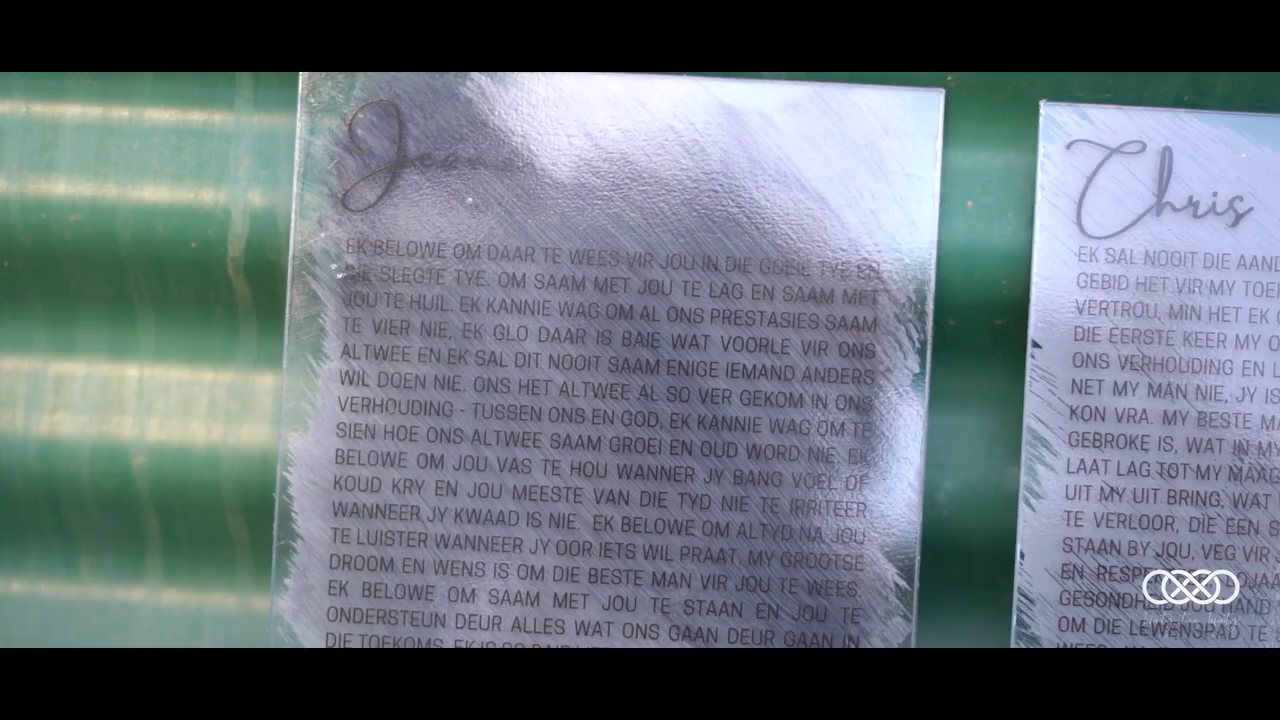 EK BELOWE OM DAAR TE WEES VIR JOU IN DIE GOEIE TYE EN
DIE SLEGTE TYE. OM SAAM MET JOU TE LAG EN SAAM MET
JOU TE HUIL. EK KANNIE WAG OM AL ONS PRESTASIES SAAM
TE VIER NIE, EK GLO DAAR IS BAIE WAT VOORLE VIR ONS
ALTWEE EN EK SAL DIT NOOIT SAAM ENIGE IEMAND ANDERS
WIL DOEN NIE. ONS HET ALTWEE AL SO VER GEKOM IN ONS
VERHOUDING - TUSSEN ONS EN GOD. EK KANNIE WAG OM TE
SIEN HOE ONS ALTWEE SAAM GROEI EN OUD WORD NIE. EK
BELOWE OM JOU VAS TE HOU WANNER JY BANG VOEL OF
KOUD KRY EN JOU MEESTE VAN DIE TYD NIE TE IRRITEER
WANNEER JY KWAAD IS NIE. EK BELOWE OM ALTYD NA JOU
TE LUISTER WANNEER JY OOR IETS WIL PRAAT. MY GROOTSE
DROOM EN WENS IS OM DIE BESTE MAN VIR JOU TE WEES.
EK BELOWE OM SAAM MET JOU TE STAAN EN JOU TE
ONDERSTEUN DEUR ALLES WAT ONS GAAN DEUR GAAN IN
DIE TOEKOMS. EK IS SO
Chris
EK SAL NOOIT DIE AAND
GEBID HET VIR MY TOE
VERTROU, MIN HET EK
DIE EERSTE KEER MY O
ONS VERHOUDING EN L
NET MY MAN NIE, JY IS
KON VRA. MY BESTE MA
GEBROKE IS, WAT IN MY
LAAT LAG TOT MY
UIT MY UIT BRING, WAT
TE VERLOOR, DIE EEN S
STAAN BY JOU, VEG VIR
EN
GESONDHEID
OM DIE LEWENSPAD TE